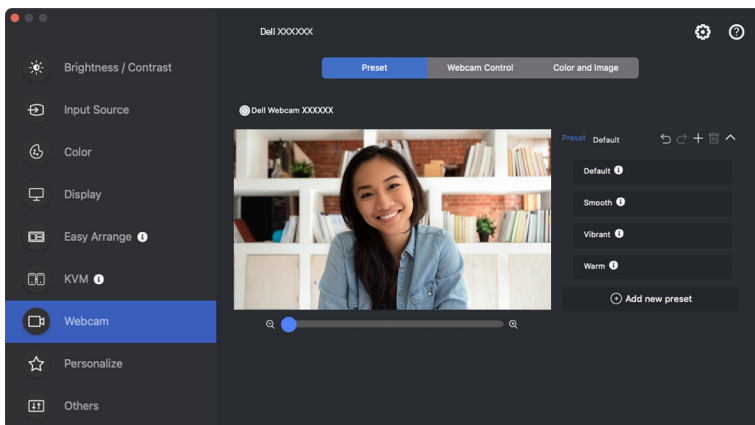 Dell XXXXXX
Brightness / Contrast
Input Source
Color
Display
Easy Arrange
KVM
Webcam
Personalize
Others
Preset
Webcam Control
Color and Image
Dell Webcam XXXXXX
Preset Default
Default
Smooth
Vibrant
Warm
Add new preset